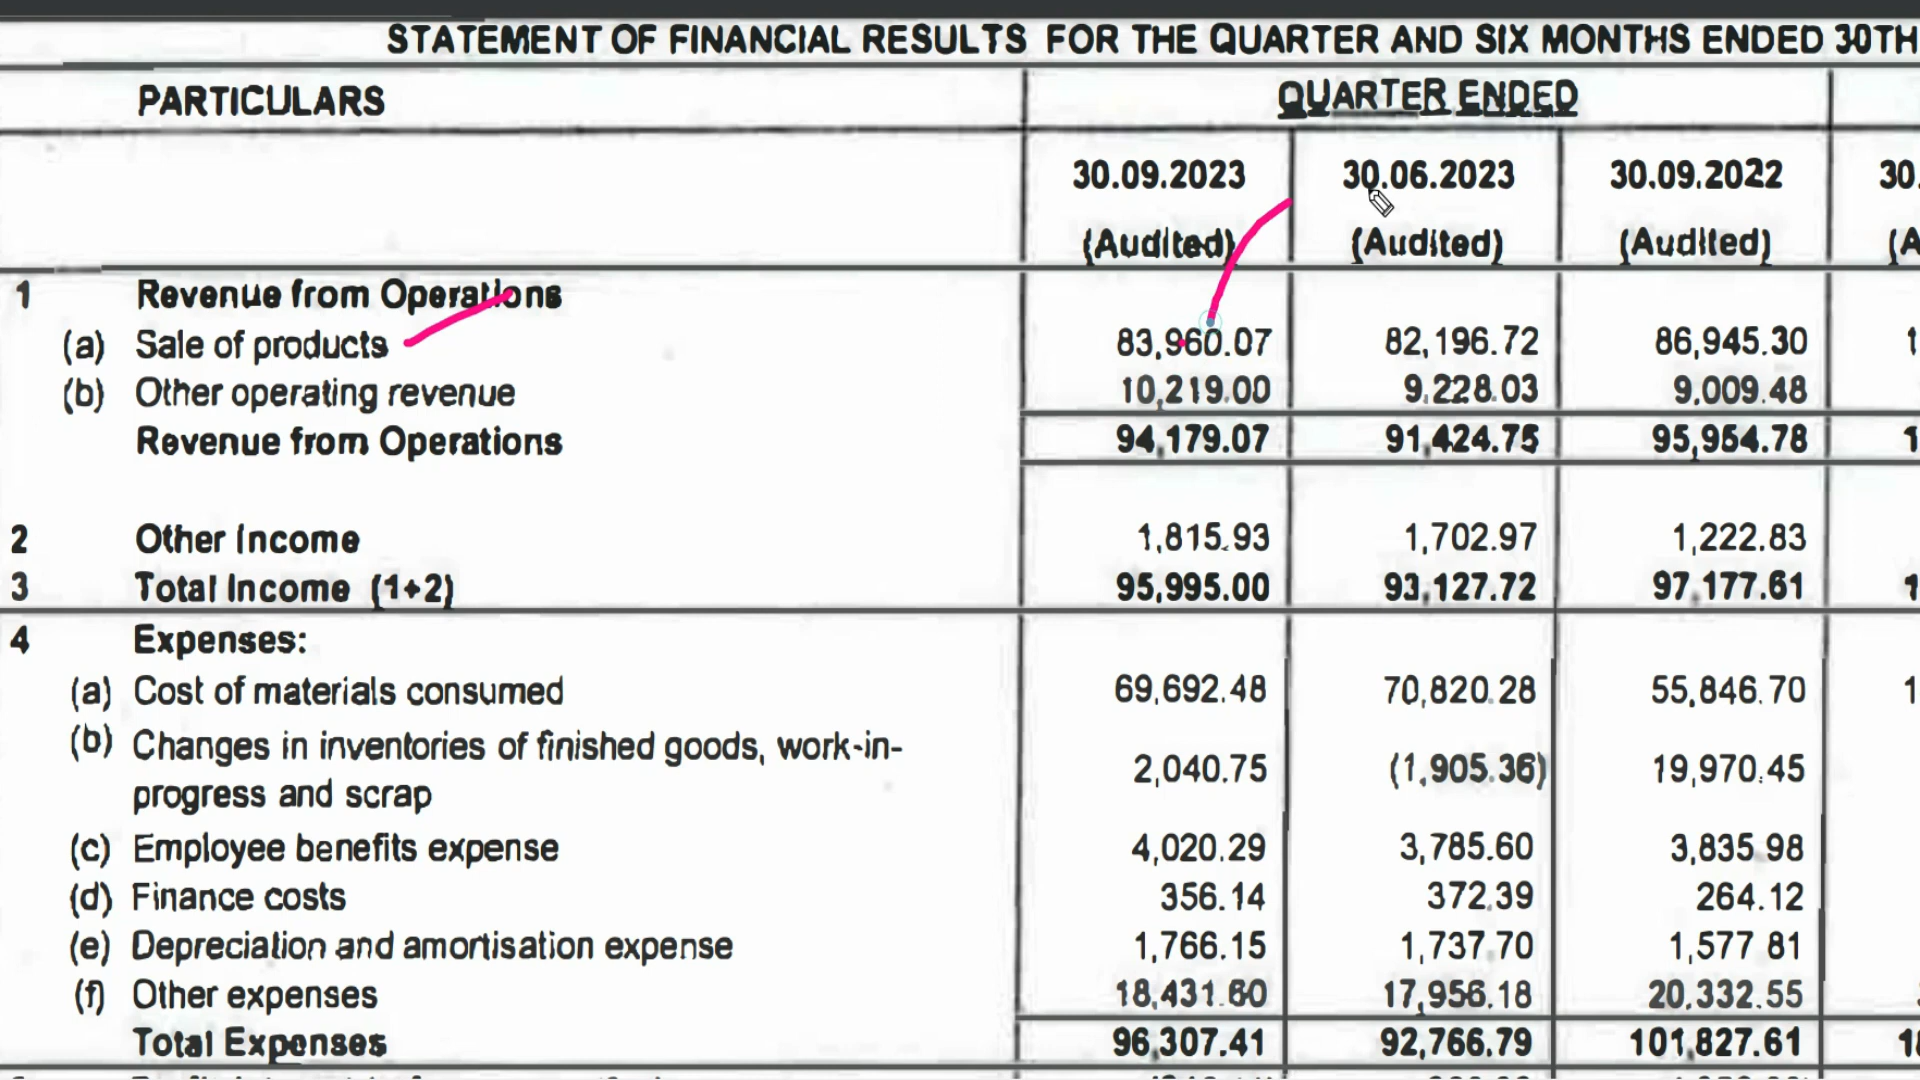 STATEMENT OF FINANCIAL RESULTS FOR THE QUARTER AND SIX MONTHS ENDED 30TH
PARTICULARS QUARTER ENDED
30.09.2023 30.06.2023 30.09.2022 30.
(Audited) (Audited) (Audited) (A
1 Revenue from Operations
(a) Sale of products 83,960.07 82,196.72 86,945.30 1
(b) Other operating revenue 10,219.00 9,228.03 9,009.48
Revenue from Operations 94,179.07 91,424.75 95,954.78 1
2 Other Income 1,815.93 1,702.97 1,222.83
3 Total Income (1+2) 95,995.00 93,127.72 97,177.61 1
4 Expenses:
(a) Cost of materials consumed 69,692.48 70,820.28 55,846.70 1
(b) Changes in inventories of finished goods, work-in-
progress and scrap 2,040.75 (1,905.36) 19,970.45
(c) Employee benefits expense 4,020.29 3,785.60 3,835.98
(d) Finance costs 356.14 372.39 264.12
(e) Depreciation and amortisation expense 1,766.15 1,737.70 1,577.81
(f) Other expenses 18,431.60 17,956.18 20,332.55
Total Expenses 96,307.41 92,766.79 101,827.61 18